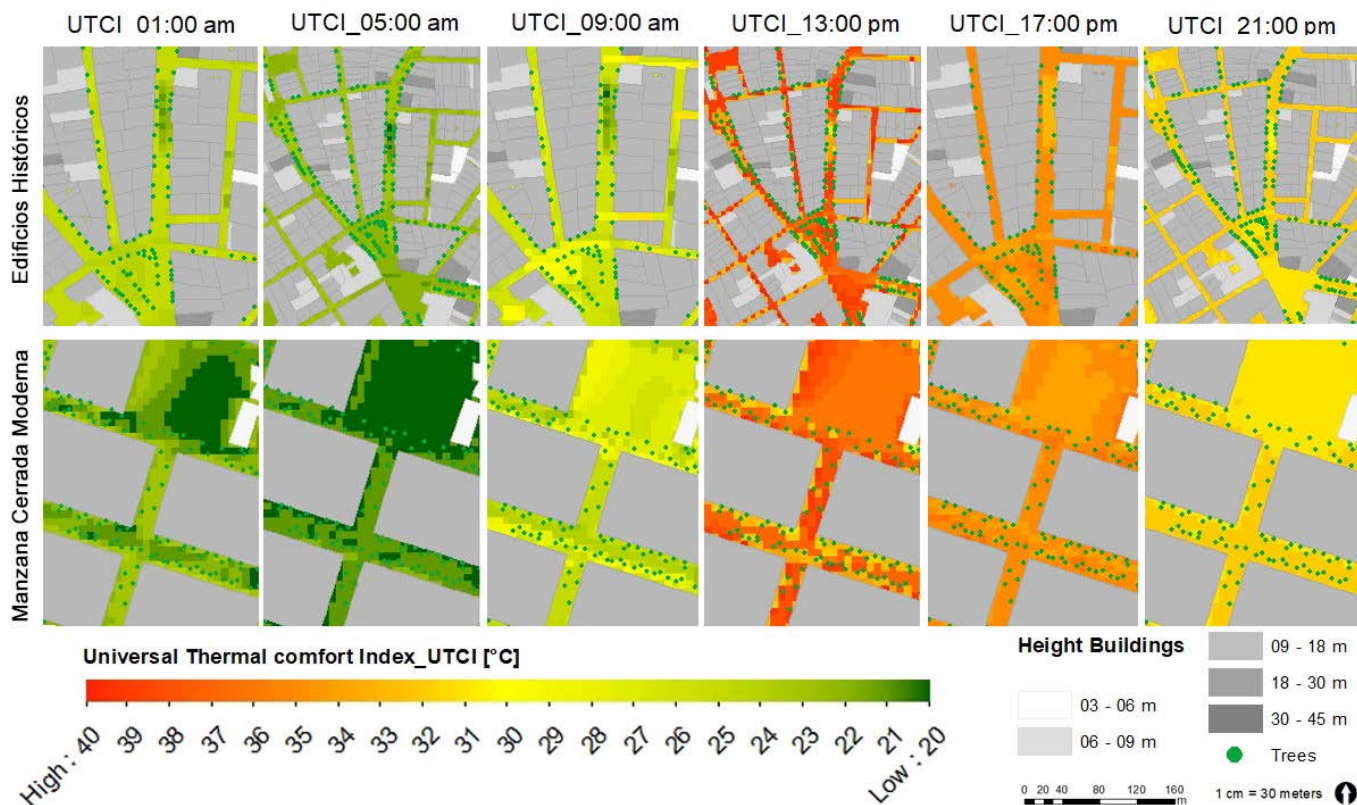 UTCI 01:00 am
UTCI_05:00 am
UTCI_09:00 am
UTCI_13:00 pm
UTCI_17:00 pm
UTCI 21:00 pm
Edificios Históricos
Manzana Cerrada Moderna
Universal Thermal comfort Index_UTCI [°C]
High : 40
39
38
37
36
35
34
33
32
31
30
29
28
27
26
25
24
23
22
21
Low : 20
Height Buildings
03 - 06 m
06 - 09 m
09 - 18 m
18 - 30 m
30 - 45 m
Trees
0 20 40 80 120 160
m
1 cm = 30 meters